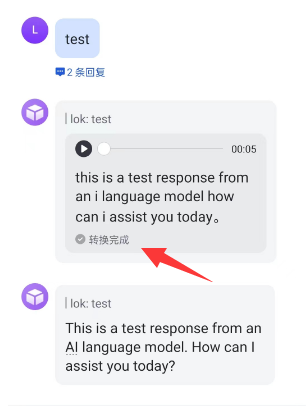 L
test
2 条回复
lok: test
00:05
this is a test response from
an i language model how
can i assist you today。
转换完成
lok: test
This is a test response from an
AI language model. How can I
assist you today?